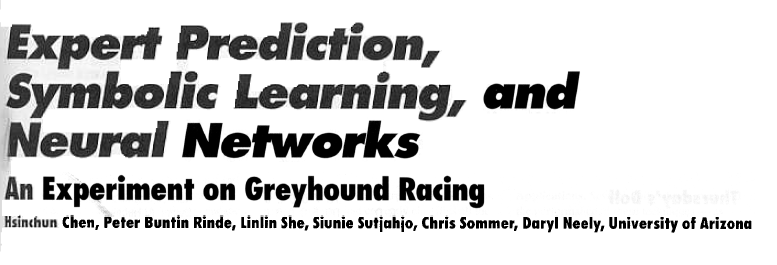 Expert Prediction,
Symbolic Learning, and
Neural Networks
An Experiment on Greyhound Racing
Hsinchun Chen, Peter Buntin Rinde, Linlin She, Siunie Sutjahjo, Chris Sommer, Daryl Neely, University of Arizona